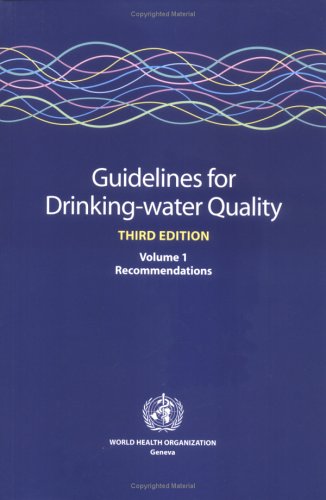 Copyrighted Material
Guidelines for
Drinking-water Quality
THIRD EDITION
Volume 1
Recommendations
WORLD HEALTH ORGANIZATION
Geneva
Copyrighted Material